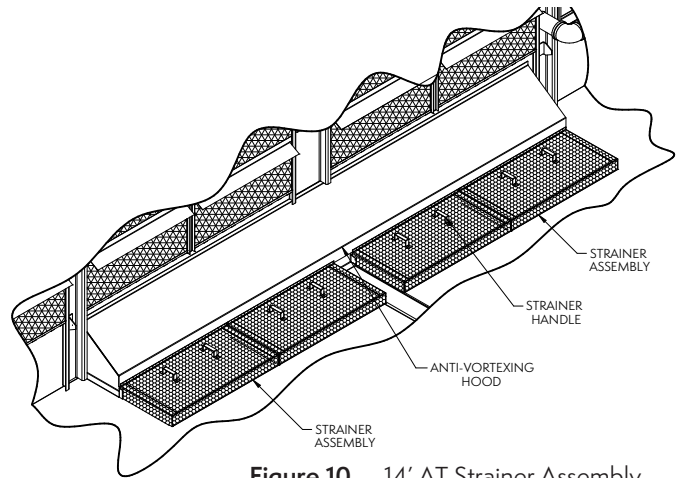 STRAINER
ASSEMBLY
STRAINER
HANDLE
ANTI-VORTEXING
HOOD
STRAINER
ASSEMBLY
Figure 10 14' AT Strainer Assembly